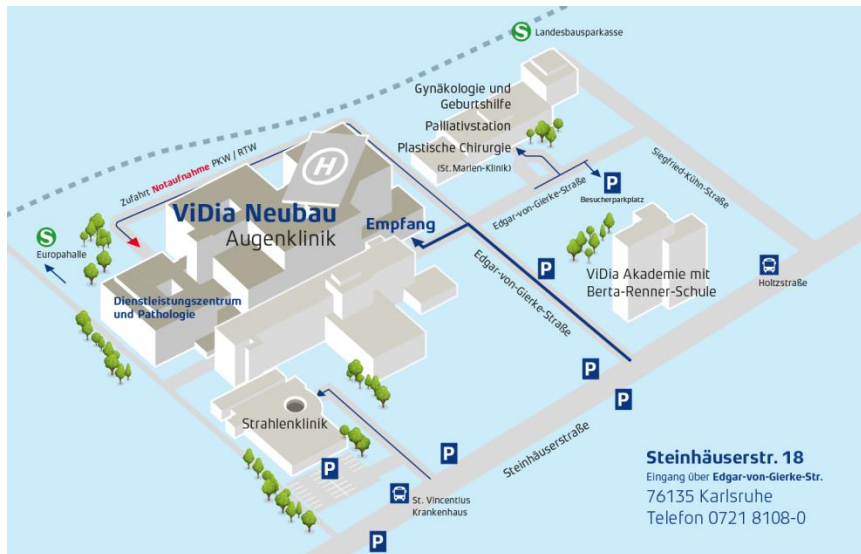 S Landesbausparkasse
Gynäkologie und
Geburtshilfe
Palliativstation
Plastische Chirurgie
(St. Marien-Klinik)
Zufahrt Notaufnahme PKW / RTW
H
Siegfried-Kühn-Straße
Edgar-von-Gierke-Straße
P
Besucherparkplatz
ViDia Neubau
Augenklinik
Empfang
S
Europahalle
Edgar-von-Gierke-Straße
P
ViDia Akademie mit
Berta-Renner-Schule
Holtzstraße
Dienstleistungszentrum
und Pathologie
P
P
Strahlenklinik
Steinhäuserstraße
P
P
St. Vincentius
Krankenhaus
P
Steinhäuserstr. 18
Eingang über Edgar-von-Gierke-Str.
76135 Karlsruhe
Telefon 0721 8108-0